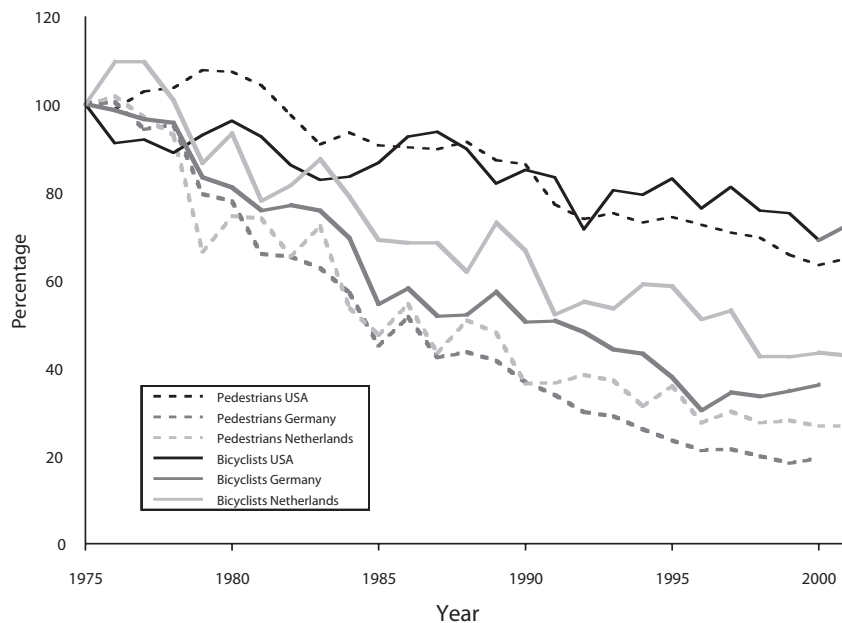 120
100
80
60
40
20
0
Percentage
Pedestrians USA
Pedestrians Germany
Pedestrians Netherlands
Bicyclists USA
Bicyclists Germany
Bicyclists Netherlands
1975 1980 1985 1990 1995 2000
Year